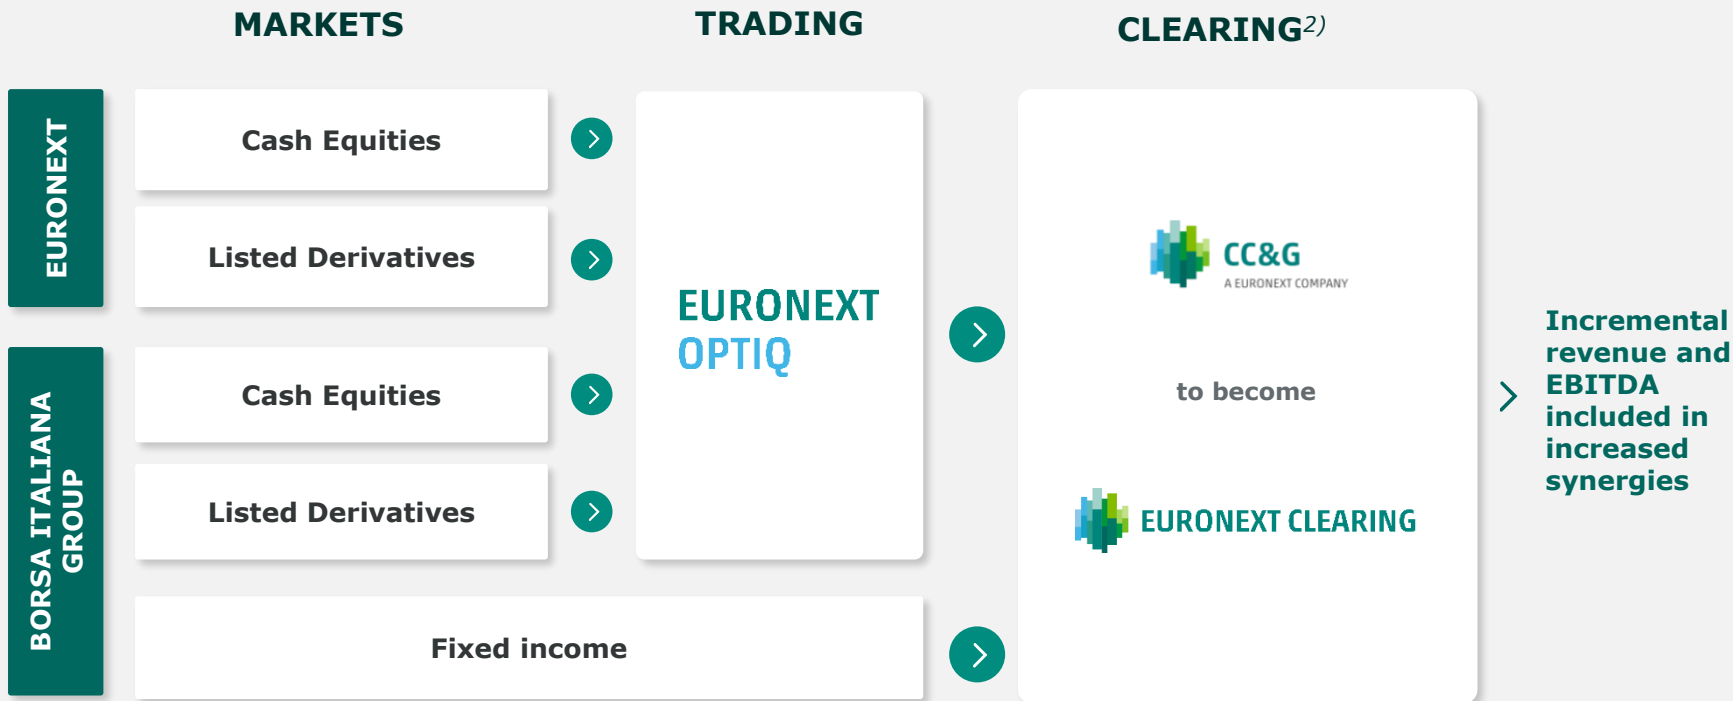 MARKETS
TRADING
CLEARING2)
EURONEXT
Cash Equities
Listed Derivatives
BORSA ITALIANA
GROUP
Cash Equities
Listed Derivatives
Fixed income
EURONEXT
OPTIQ
CC&G
A EURONEXT COMPANY
to become
EURONEXT CLEARING
Incremental
revenue and
EBITDA
included in
increased
synergies